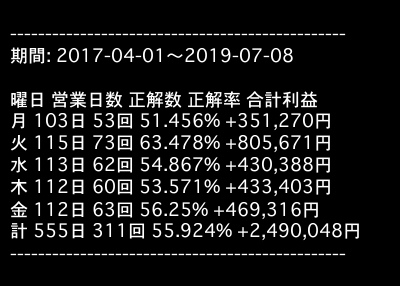 ------------------------------------------------
期間: 2017-04-01〜2019-07-08
曜日 営業日数 正解数 正解率 合計利益
月 103日 53回 51.456% +351,270円
火 115日 73回 63.478% +805,671円
水 113日 62回 54.867% +430,388円
木 112日 60回 53.571% +433,403円
金 112日 63回 56.25% +469,316円
計 555日 311回 55.924% +2,490,048円
------------------------------------------------